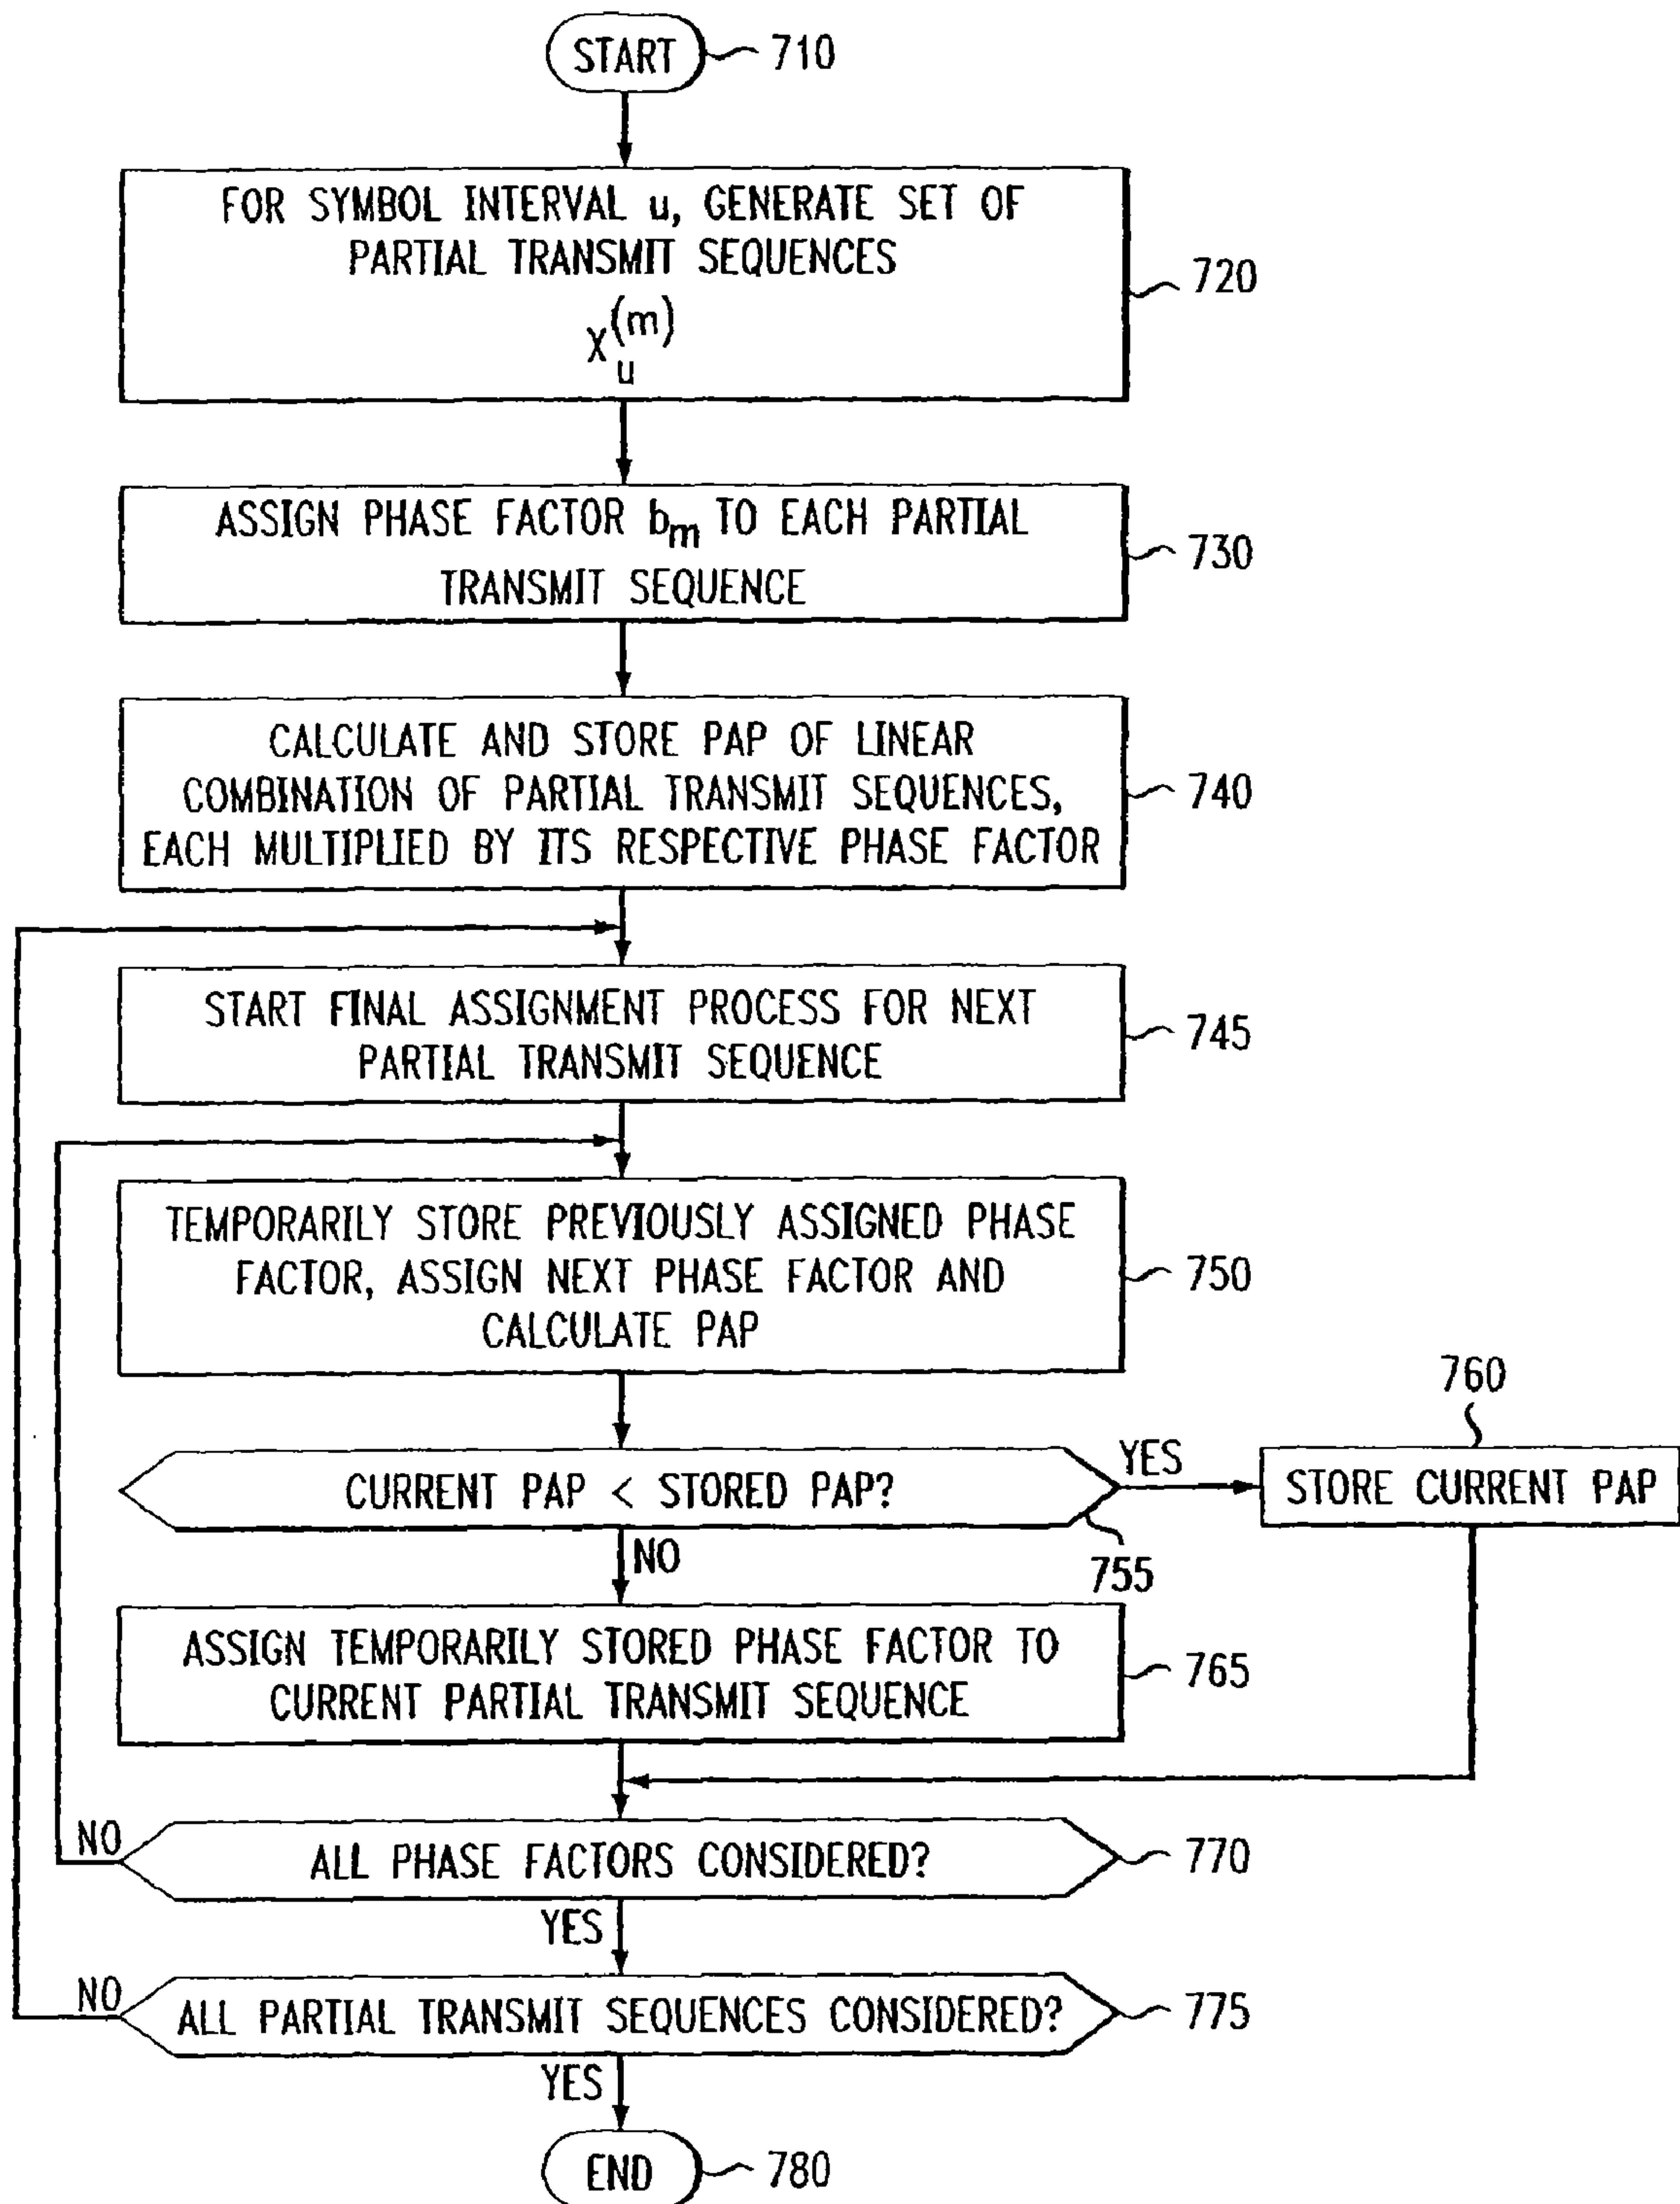 START
710
FOR SYMBOL INTERVAL u, GENERATE SET OF
PARTIAL TRANSMIT SEQUENCES
X_u^(m)
720
ASSIGN PHASE FACTOR b_m TO EACH PARTIAL
TRANSMIT SEQUENCE
730
CALCULATE AND STORE PAP OF LINEAR
COMBINATION OF PARTIAL TRANSMIT SEQUENCES,
EACH MULTIPLIED BY ITS RESPECTIVE PHASE FACTOR
740
START FINAL ASSIGNMENT PROCESS FOR NEXT
PARTIAL TRANSMIT SEQUENCE
745
TEMPORARILY STORE PREVIOUSLY ASSIGNED PHASE
FACTOR, ASSIGN NEXT PHASE FACTOR AND
CALCULATE PAP
750
CURRENT PAP < STORED PAP?
755
YES
760
STORE CURRENT PAP
NO
ASSIGN TEMPORARILY STORED PHASE FACTOR TO
CURRENT PARTIAL TRANSMIT SEQUENCE
765
NO
ALL PHASE FACTORS CONSIDERED?
770
YES
NO
ALL PARTIAL TRANSMIT SEQUENCES CONSIDERED?
775
YES
END
780